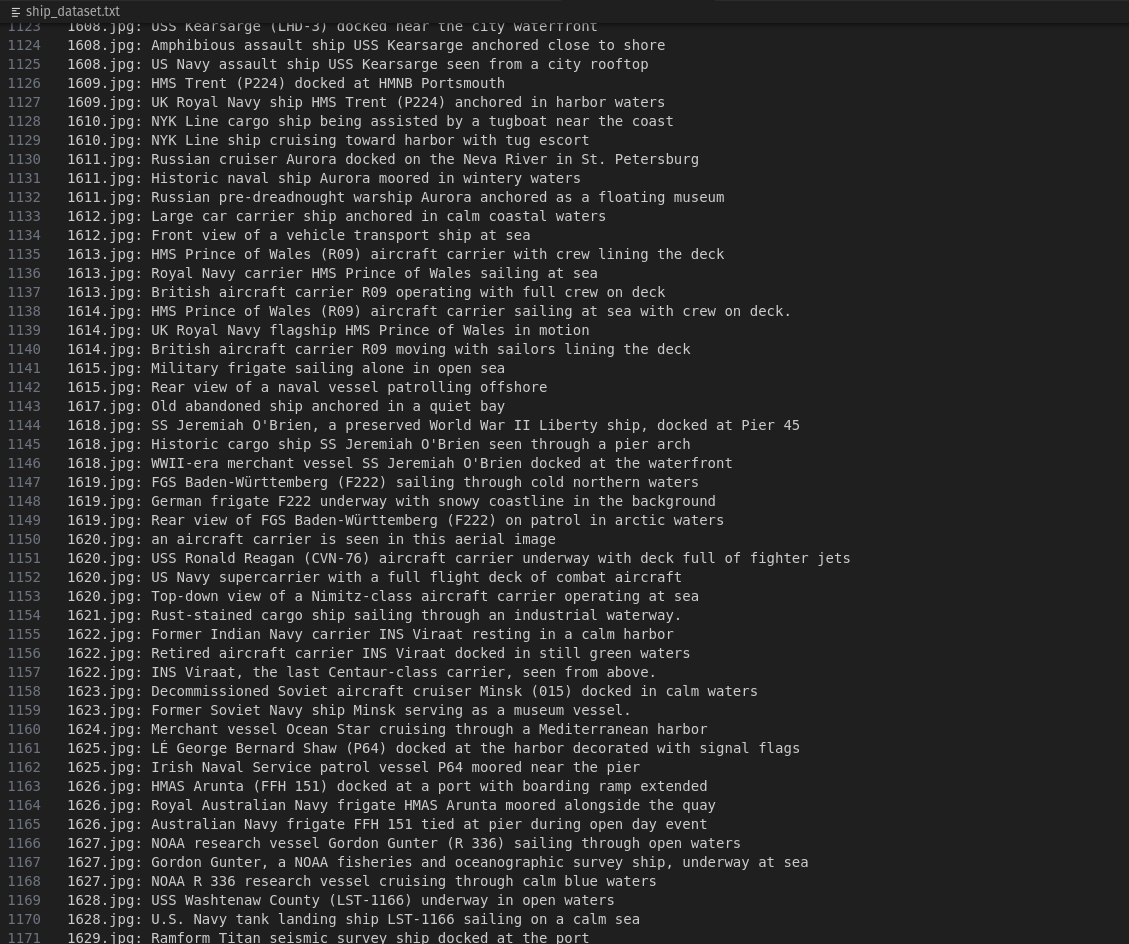 ship_dataset.txt
1123 1608.jpg: USS Kearsarge (LHD-3) docked near the city waterfront
1124 1608.jpg: Amphibious assault ship USS Kearsarge anchored close to shore
1125 1608.jpg: US Navy assault ship USS Kearsarge seen from a city rooftop
1126 1609.jpg: HMS Trent (P224) docked at HMNB Portsmouth
1127 1609.jpg: UK Royal Navy ship HMS Trent (P224) anchored in harbor waters
1128 1610.jpg: NYK Line cargo ship being assisted by a tugboat near the coast
1129 1610.jpg: NYK Line ship cruising toward harbor with tug escort
1130 1611.jpg: Russian cruiser Aurora docked on the Neva River in St. Petersburg
1131 1611.jpg: Historic naval ship Aurora moored in wintery waters
1132 1611.jpg: Russian pre-dreadnought warship Aurora anchored as a floating museum
1133 1612.jpg: Large car carrier ship anchored in calm coastal waters
1134 1612.jpg: Front view of a vehicle transport ship at sea
1135 1613.jpg: HMS Prince of Wales (R09) aircraft carrier with crew lining the deck
1136 1613.jpg: Royal Navy carrier HMS Prince of Wales sailing at sea
1137 1613.jpg: British aircraft carrier R09 operating with full crew on deck
1138 1614.jpg: HMS Prince of Wales (R09) aircraft carrier sailing at sea with crew on deck.
1139 1614.jpg: UK Royal Navy flagship HMS Prince of Wales in motion
1140 1614.jpg: British aircraft carrier R09 moving with sailors lining the deck
1141 1615.jpg: Military frigate sailing alone in open sea
1142 1615.jpg: Rear view of a naval vessel patrolling offshore
1143 1617.jpg: Old abandoned ship anchored in a quiet bay
1144 1618.jpg: SS Jeremiah O'Brien, a preserved World War II Liberty ship, docked at Pier 45
1145 1618.jpg: Historic cargo ship SS Jeremiah O'Brien seen through a pier arch
1146 1618.jpg: WWII-era merchant vessel SS Jeremiah O'Brien docked at the waterfront
1147 1619.jpg: FGS Baden-Württemberg (F222) sailing through cold northern waters
1148 1619.jpg: German frigate F222 underway with snowy coastline in the background
1149 1619.jpg: Rear view of FGS Baden-Württemberg (F222) on patrol in arctic waters
1150 1620.jpg: an aircraft carrier is seen in this aerial image
1151 1620.jpg: USS Ronald Reagan (CVN-76) aircraft carrier underway with deck full of fighter jets
1152 1620.jpg: US Navy supercarrier with a full flight deck of combat aircraft
1153 1620.jpg: Top-down view of a Nimitz-class aircraft carrier operating at sea
1154 1621.jpg: Rust-stained cargo ship sailing through an industrial waterway.
1155 1622.jpg: Former Indian Navy carrier INS Viraat resting in a calm harbor
1156 1622.jpg: Retired aircraft carrier INS Viraat docked in still green waters
1157 1622.jpg: INS Viraat, the last Centaur-class carrier, seen from above.
1158 1623.jpg: Decommissioned Soviet aircraft cruiser Minsk (015) docked in calm waters
1159 1623.jpg: Former Soviet Navy ship Minsk serving as a museum vessel.
1160 1624.jpg: Merchant vessel Ocean Star cruising through a Mediterranean harbor
1161 1625.jpg: LÉ George Bernard Shaw (P64) docked at the harbor decorated with signal flags
1162 1625.jpg: Irish Naval Service patrol vessel P64 moored near the pier
1163 1626.jpg: HMAS Arunta (FFH 151) docked at a port with boarding ramp extended
1164 1626.jpg: Royal Australian Navy frigate HMAS Arunta moored alongside the quay
1165 1626.jpg: Australian Navy frigate FFH 151 tied at pier during open day event
1166 1627.jpg: NOAA research vessel Gordon Gunter (R 336) sailing through open waters
1167 1627.jpg: Gordon Gunter, a NOAA fisheries and oceanographic survey ship, underway at sea
1168 1627.jpg: NOAA R 336 research vessel cruising through calm blue waters
1169 1628.jpg: USS Washtenaw County (LST-1166) underway in open waters
1170 1628.jpg: U.S. Navy tank landing ship LST-1166 sailing on a calm sea
1171 1629.jpg: Ramform Titan seismic survey ship docked at the port